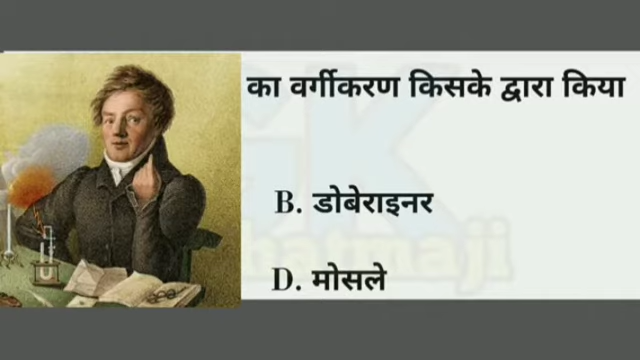 का वर्गीकरण किसके द्वारा किया
B. डोबेराइनर
D. मोसले